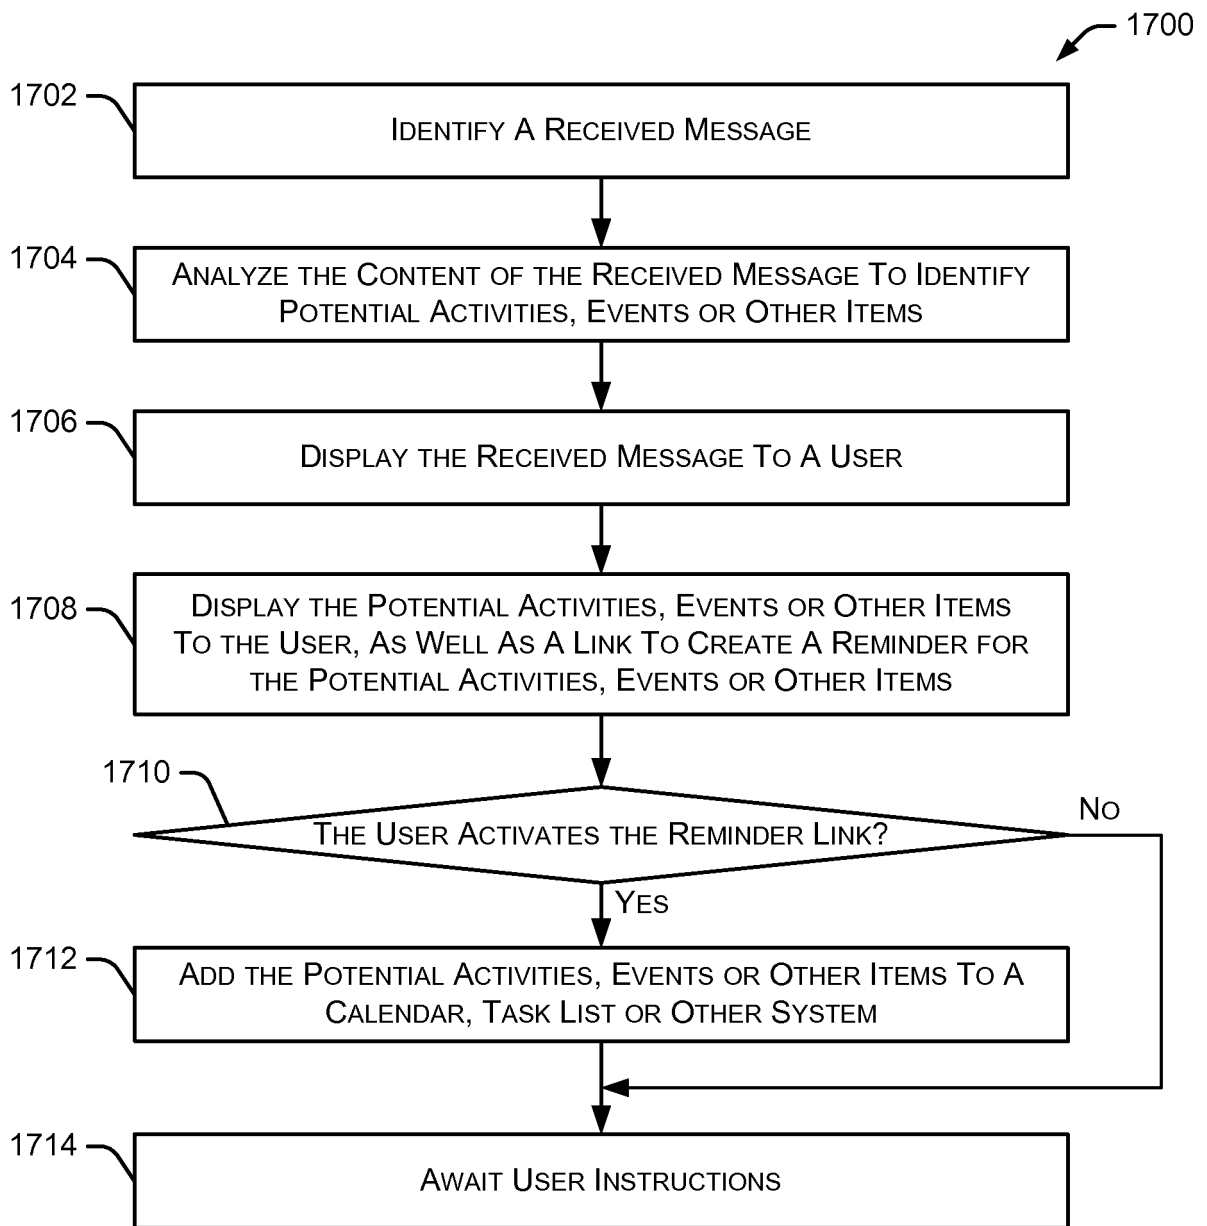 1700
1702
IDENTIFY A RECEIVED MESSAGE
1704
ANALYZE THE CONTENT OF THE RECEIVED MESSAGE TO IDENTIFY
POTENTIAL ACTIVITIES, EVENTS OR OTHER ITEMS
1706
DISPLAY THE RECEIVED MESSAGE TO A USER
1708
DISPLAY THE POTENTIAL ACTIVITIES, EVENTS OR OTHER ITEMS
TO THE USER, AS WELL AS A LINK TO CREATE A REMINDER FOR
THE POTENTIAL ACTIVITIES, EVENTS OR OTHER ITEMS
1710
THE USER ACTIVATES THE REMINDER LINK?
NO
YES
1712
ADD THE POTENTIAL ACTIVITIES, EVENTS OR OTHER ITEMS TO A
CALENDAR, TASK LIST OR OTHER SYSTEM
1714
AWAIT USER INSTRUCTIONS